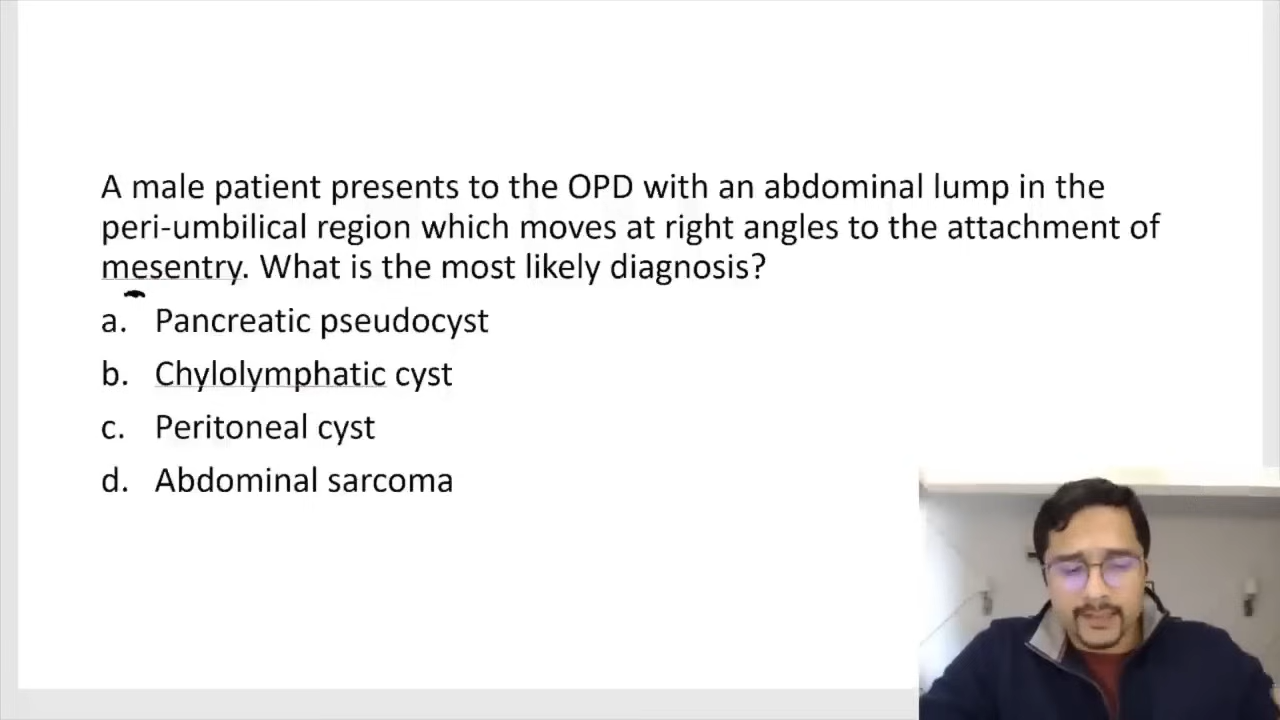 A male patient presents to the OPD with an abdominal lump in the
peri-umbilical region which moves at right angles to the attachment of
mesentry. What is the most likely diagnosis?
a. Pancreatic pseudocyst
b. Chylolymphatic cyst
c. Peritoneal cyst
d. Abdominal sarcoma